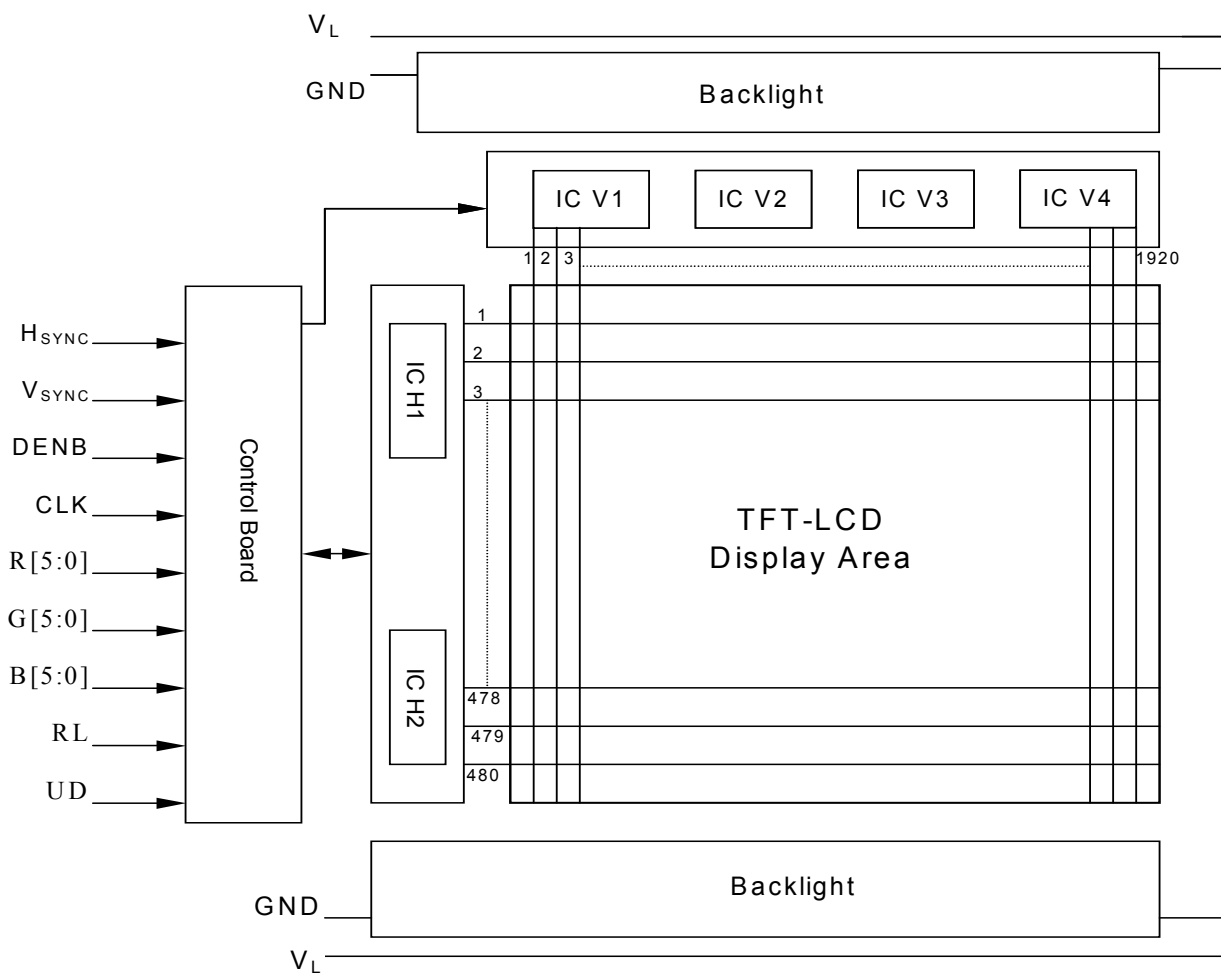 VL
GND
Backlight
IC V1
IC V2
IC V3
IC V4
1 2 3
1920
HSYNC
VSYNC
DENB
CLK
R[5:0]
G[5:0]
B[5:0]
RL
UD
Control Board
IC H1
IC H2
1
2
3
478
479
480
TFT-LCD
Display Area
Backlight
GND
VL